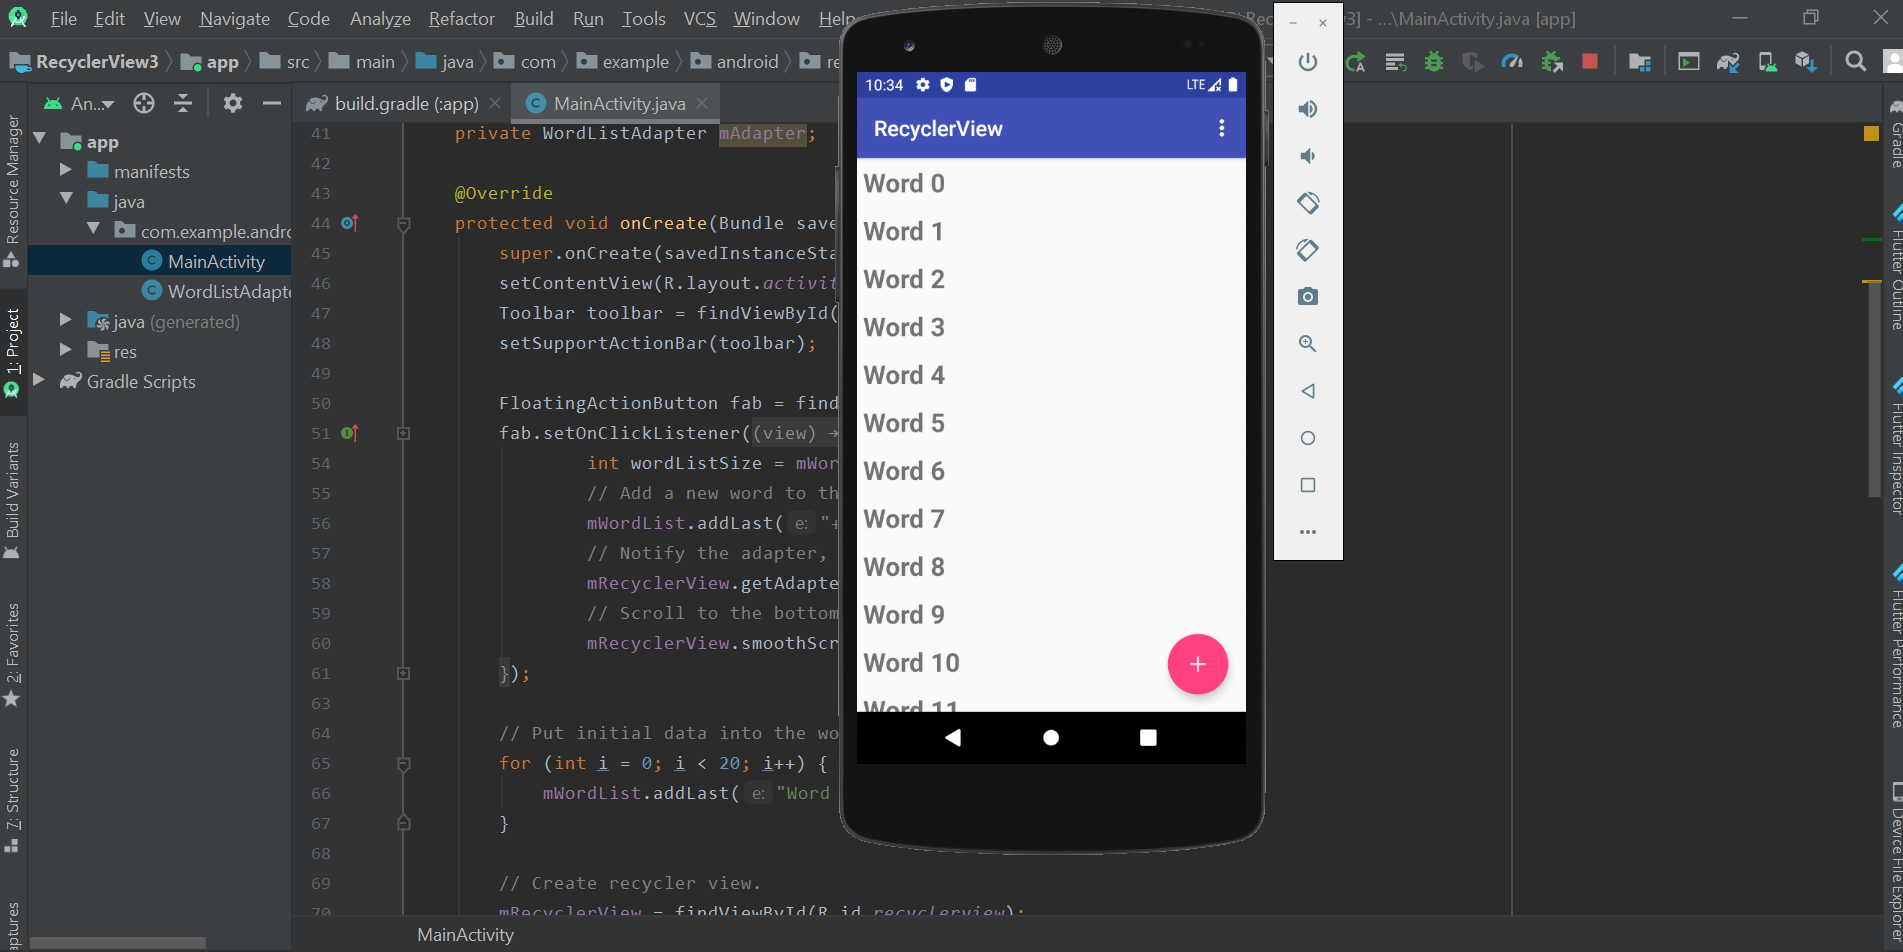 File Edit View Navigate Code Analyze Refactor Build Run Tools VCS Window Help
3] - ...\MainActivity.java [app]
RecyclerView3 app src main java com example android re
An...
build.gradle (:app)
MainActivity.java
app
manifests
java
com.example.andro
MainActivity
WordListAdapte
java (generated)
res
Gradle Scripts
Resource Manager
1: Project
Build Variants
2: Favorites
7: Structure
aptures
41 private WordListAdapter mAdapter;
42
43 @Override
44 protected void onCreate(Bundle save
45 super.onCreate(savedInstanceSta
46 setContentView(R.layout.activit
47 Toolbar toolbar = findViewById(
48 setSupportActionBar(toolbar);
49
50 FloatingActionButton fab = find
51 fab.setOnClickListener((view) →
54 int wordListSize = mWor
55 // Add a new word to th
56 mWordList.addLast( e: "+
57 // Notify the adapter,
58 mRecyclerView.getAdapte
59 // Scroll to the bottom
60 mRecyclerView.smoothScr
61 });
63
64 // Put initial data into the wo
65 for (int i = 0; i < 20; i++) {
66 mWordList.addLast( e: "Word
67 }
68
69 // Create recycler view.
70 mRecyclerView = findViewById(R.id.recyclerview);
MainActivity
10:34 LTE
RecyclerView
Word 0
Word 1
Word 2
Word 3
Word 4
Word 5
Word 6
Word 7
Word 8
Word 9
Word 10
Word 11
Gradle
Flutter Outline
Flutter Inspector
Flutter Performance
Device File Explorer